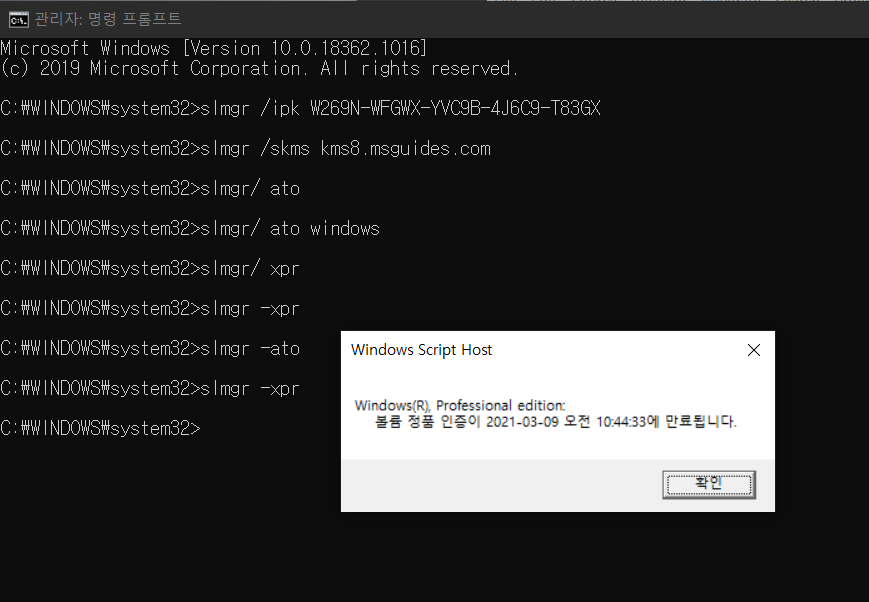 관리자: 명령 프롬프트
Microsoft Windows [Version 10.0.18362.1016]
(c) 2019 Microsoft Corporation. All rights reserved.
C:₩WINDOWS₩system32>slmgr /ipk W269N-WFGWX-YVC9B-4J6C9-T83GX
C:₩WINDOWS₩system32>slmgr /skms kms8.msguides.com
C:₩WINDOWS₩system32>slmgr/ ato
C:₩WINDOWS₩system32>slmgr/ ato windows
C:₩WINDOWS₩system32>slmgr/ xpr
C:₩WINDOWS₩system32>slmgr -xpr
C:₩WINDOWS₩system32>slmgr -ato
C:₩WINDOWS₩system32>slmgr -xpr
C:₩WINDOWS₩system32>
Windows Script Host
Windows(R), Professional edition:
볼륨 정품 인증이 2021-03-09 오전 10:44:33에 만료됩니다.
확인